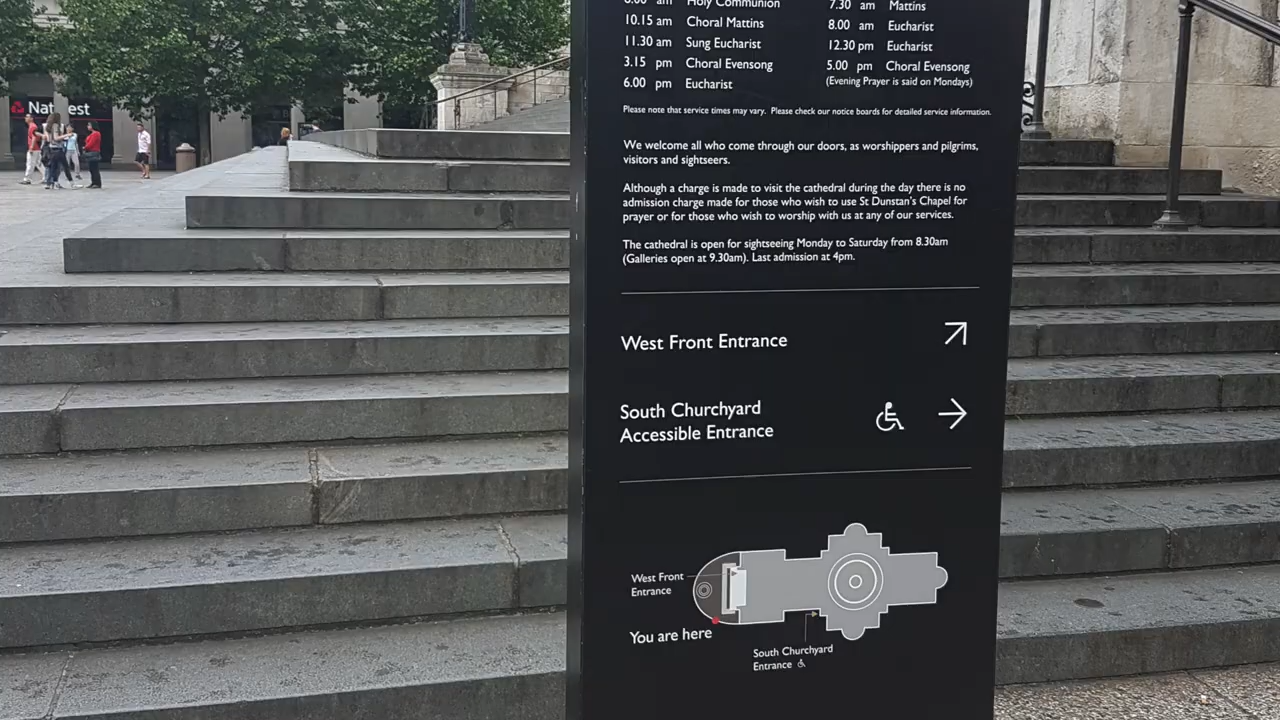 8.00 am Holy Communion
10.15 am Choral Mattins
11.30 am Sung Eucharist
3.15 pm Choral Evensong
6.00 pm Eucharist
7.30 am Mattins
8.00 am Eucharist
12.30 pm Eucharist
5.00 pm Choral Evensong
(Evening Prayer is said on Mondays)
Please note that service times may vary. Please check our notice boards for detailed service information.
We welcome all who come through our doors, as worshippers and pilgrims,
visitors and sightseers.
Although a charge is made to visit the cathedral during the day there is no
admission charge made for those who wish to use St Dunstan's Chapel for
prayer or for those who wish to worship with us at any of our services.
The cathedral is open for sightseeing Monday to Saturday from 8.30am
(Galleries open at 9.30am). Last admission at 4pm.
West Front Entrance
South Churchyard
Accessible Entrance
West Front
Entrance
You are here
South Churchyard
Entrance
NatWest